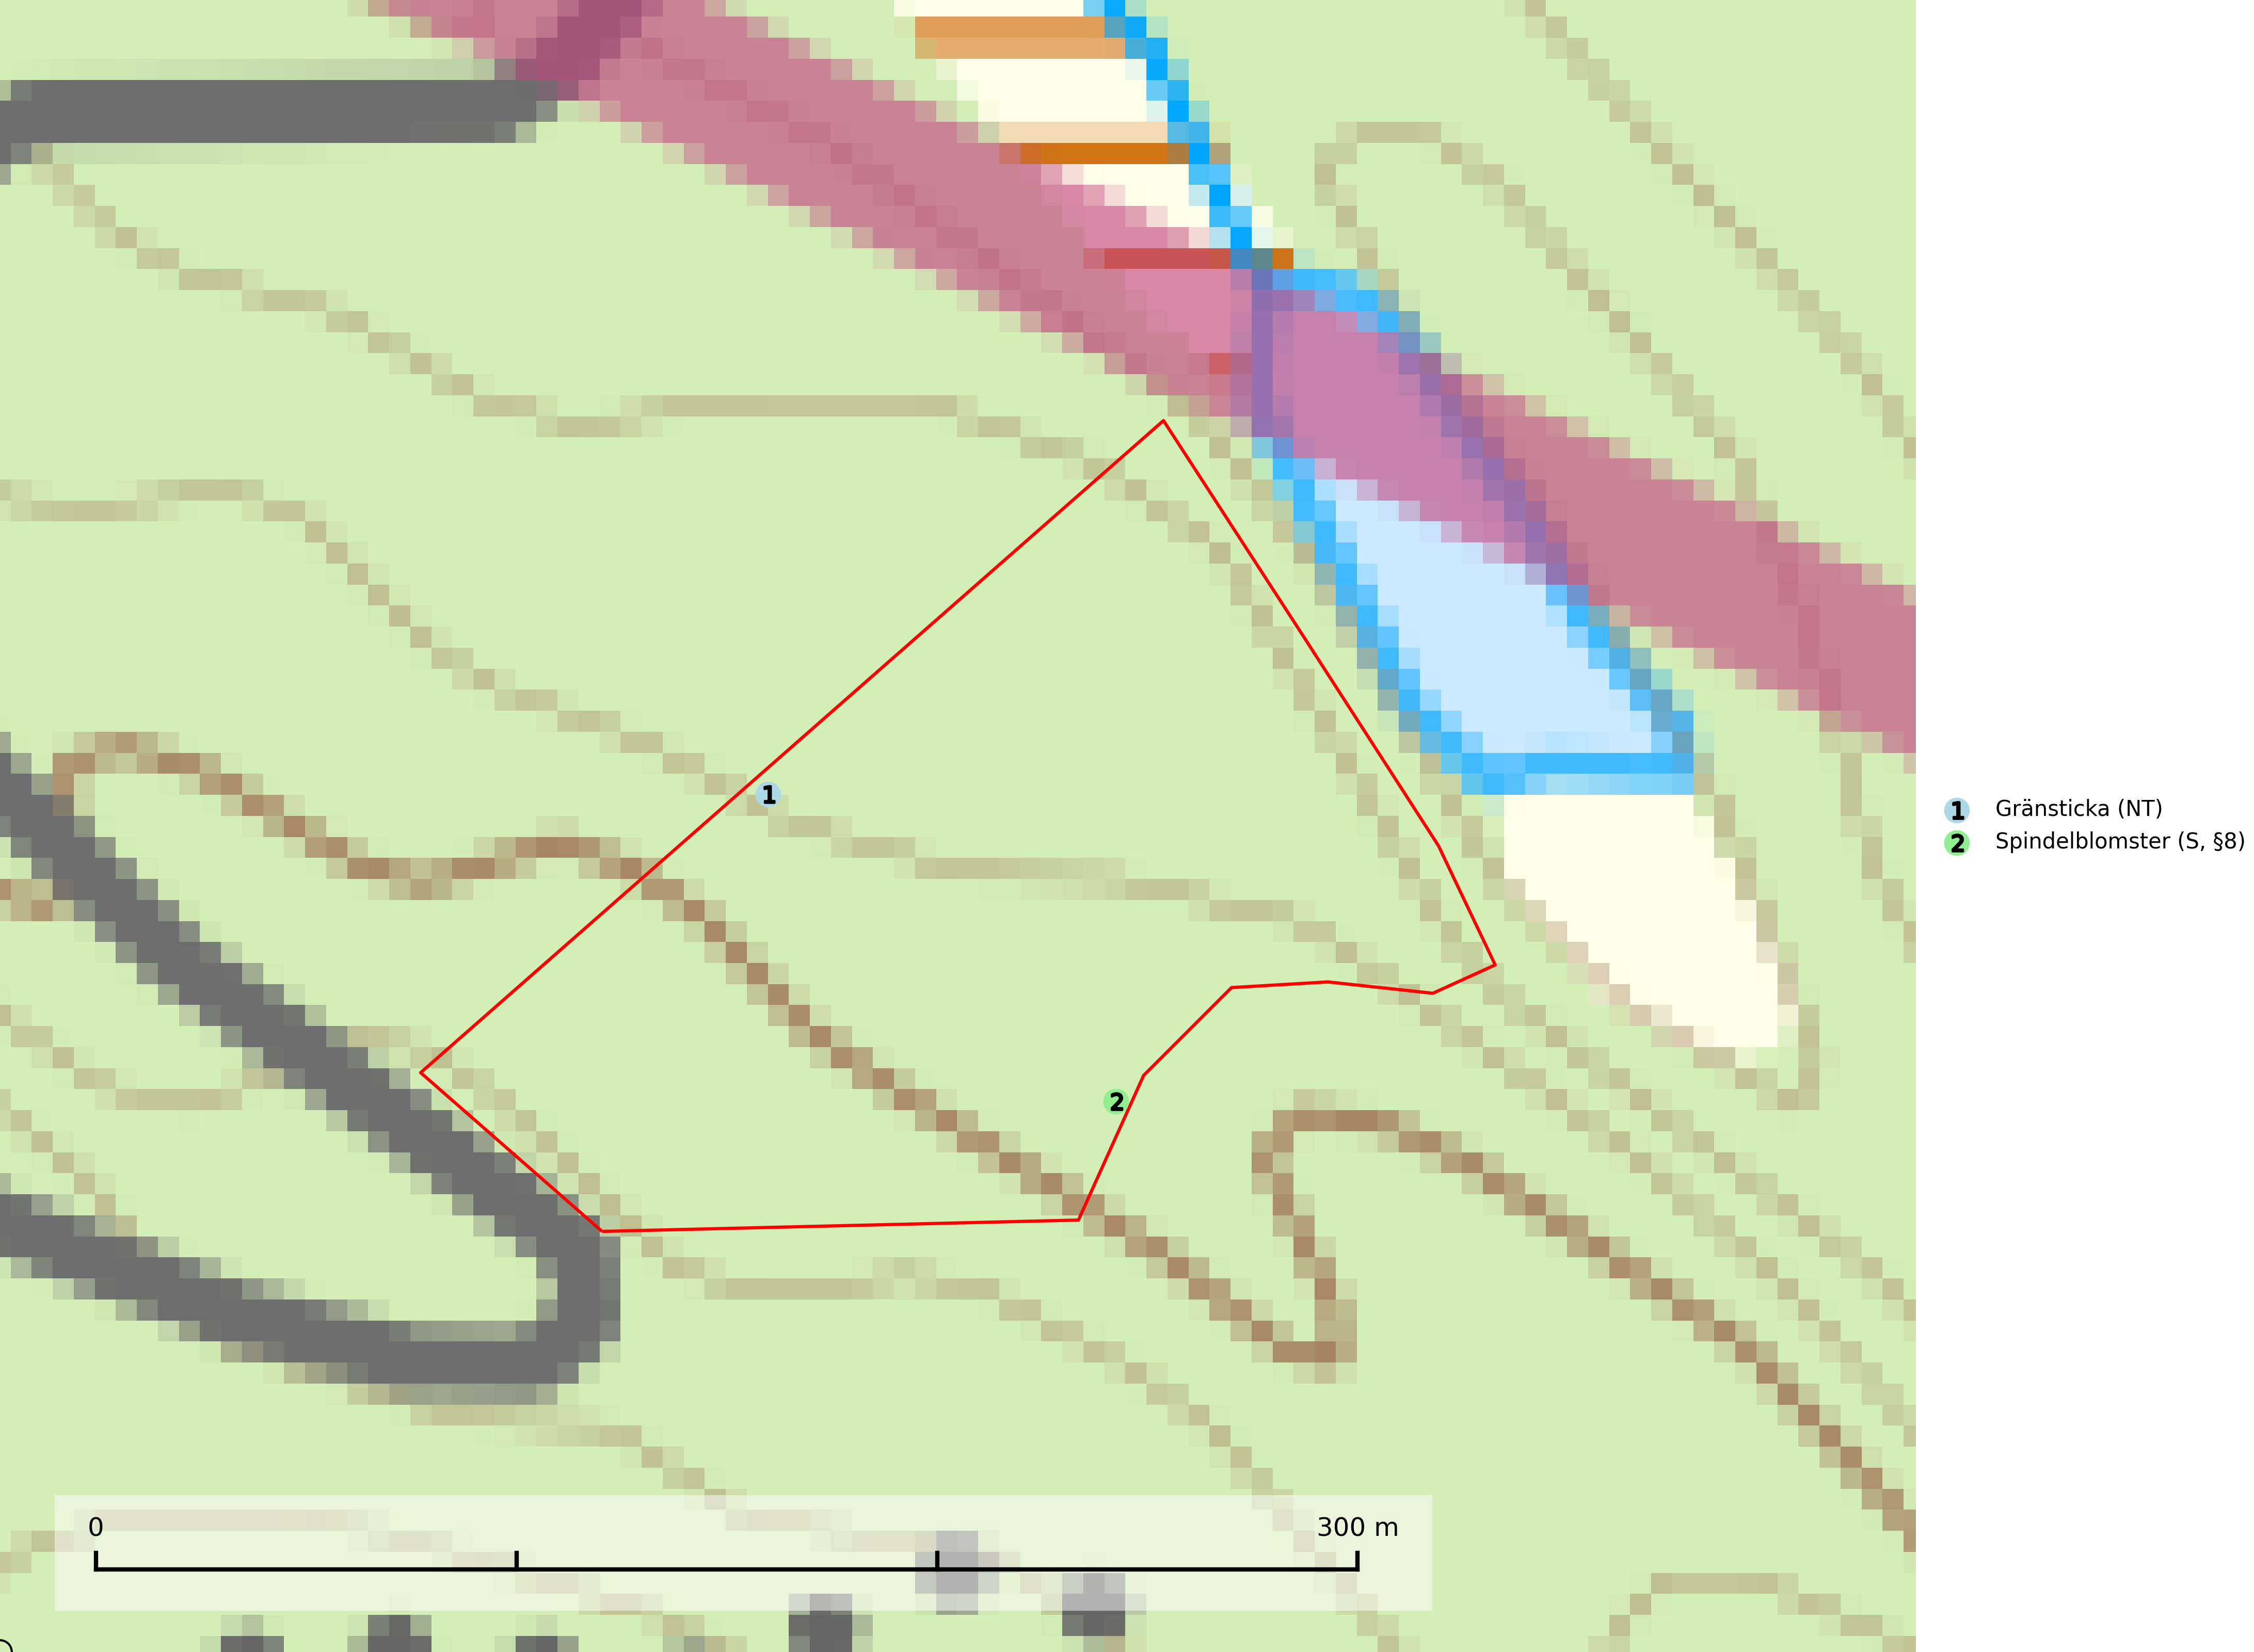 1
2
1 Gränsticka (NT)
2 Spindelblomster (S, §8)
0 300 m